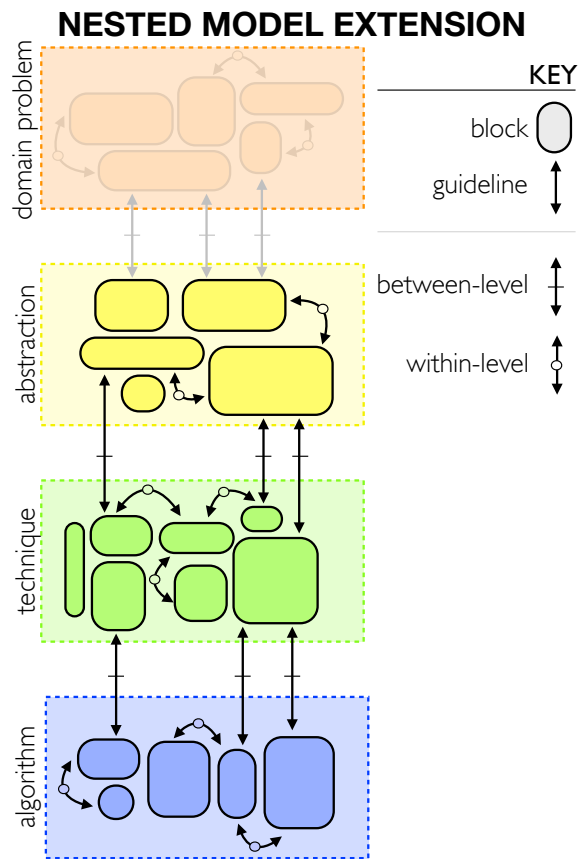 NESTED MODEL EXTENSION
domain problem
KEY
block
guideline
between-level
within-level
abstraction
technique
algorithm